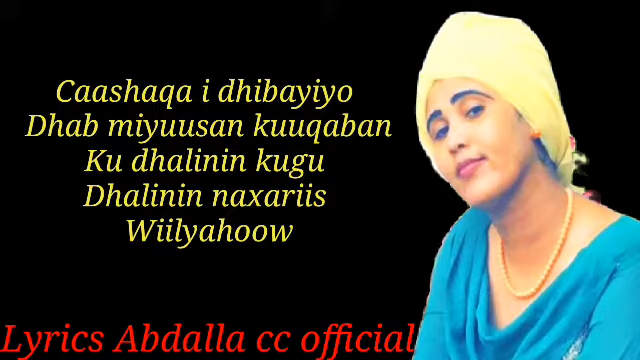 Caashaqa i dhibayiyo
Dhab miyuusan kuuqaban
Ku dhalinin kugu
Dhalinin naxariis
Wiilyahoow
Lyrics Abdalla cc official